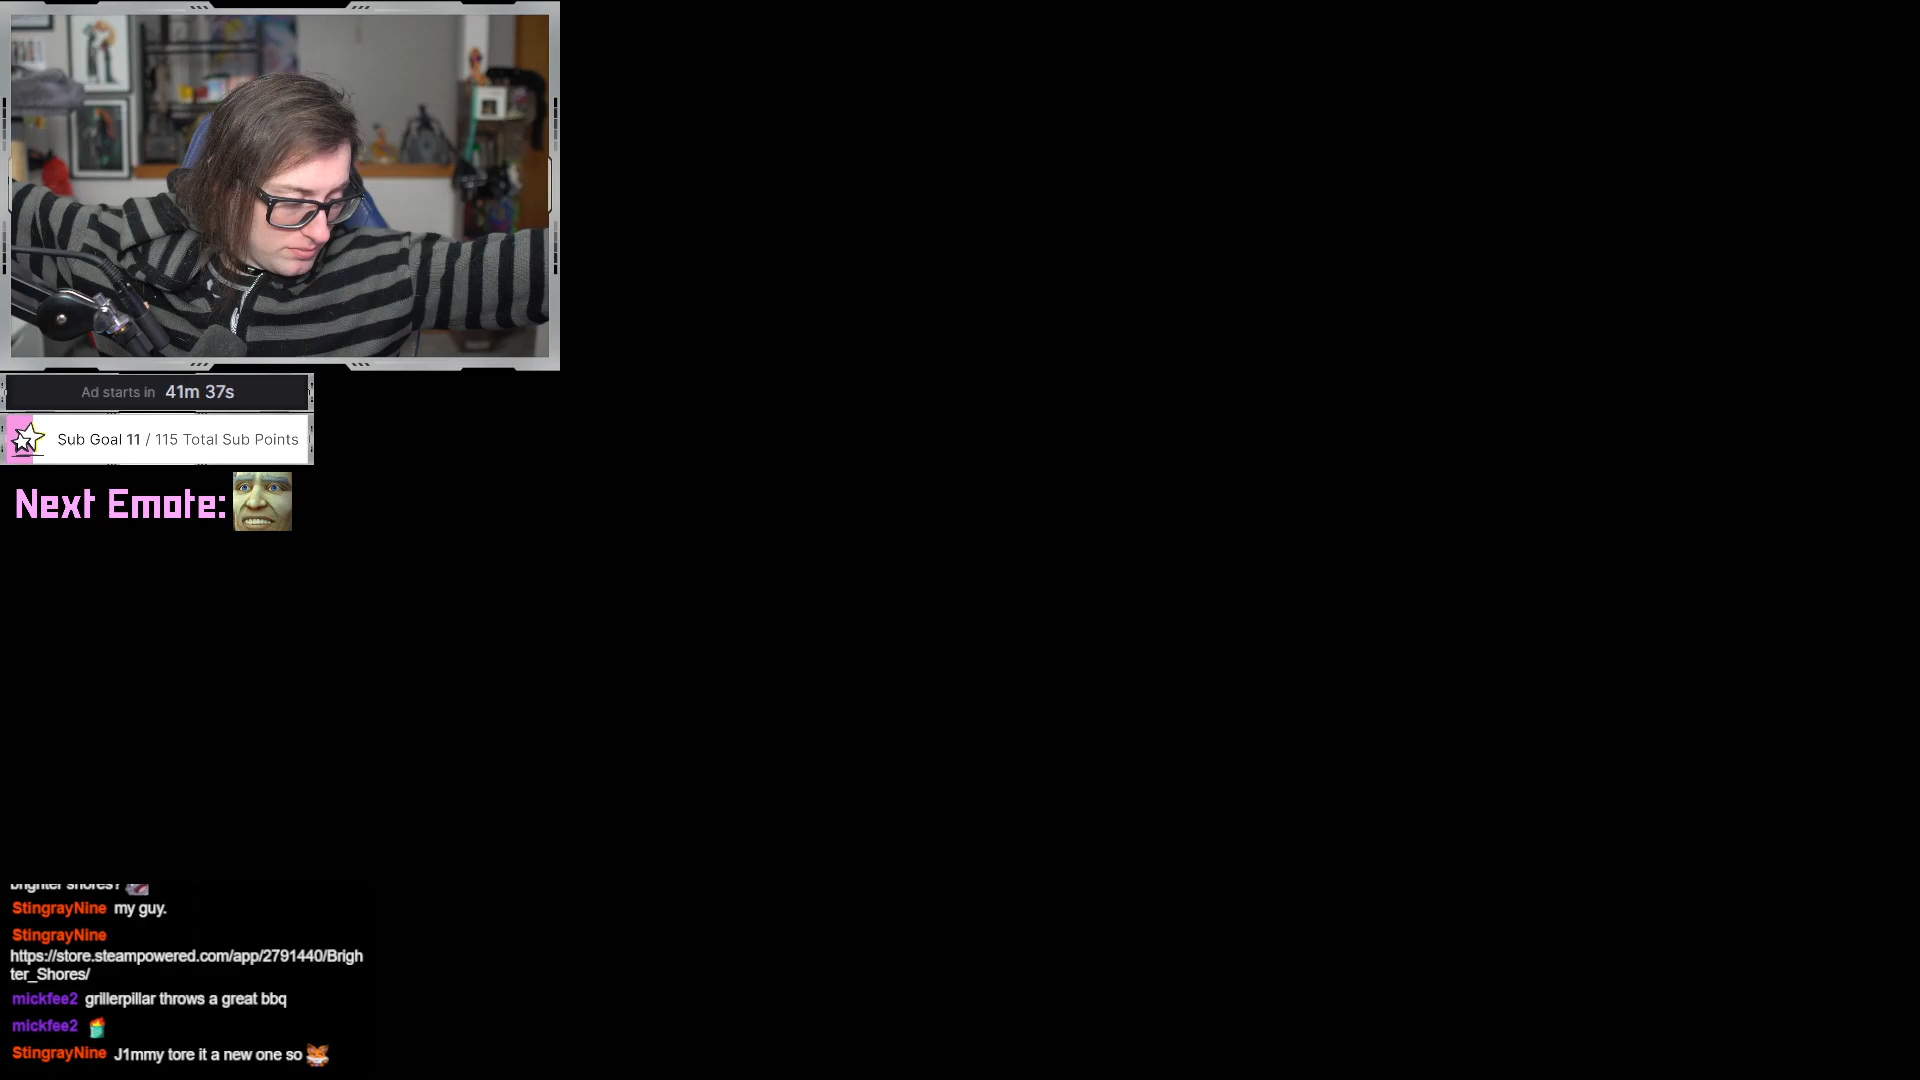 Ad starts in 41m 37s
Sub Goal 11 / 115 Total Sub Points
Next Emote:
brighter shores?
StingrayNine my guy.
StingrayNine
https://store.steampowered.com/app/2791440/Brigh
ter_Shores/
mickfee2 grillerpillar throws a great bbq
mickfee2
StingrayNine J1mmy tore it a new one so